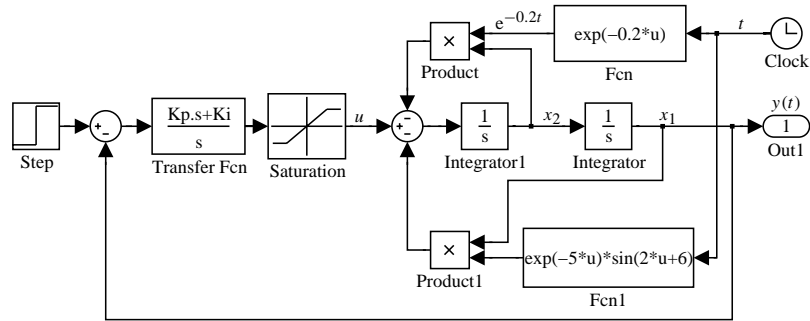 e^{−0.2t}
×
Product
exp(−0.2*u)
Fcn
t
Clock
Step
+
−
Kp.s+Ki
s
Transfer Fcn
Saturation
u
−
+
−
1
s
Integrator1
x₂
1
s
Integrator
x₁
y(t)
1
Out1
×
Product1
exp(−5*u)*sin(2*u+6)
Fcn1